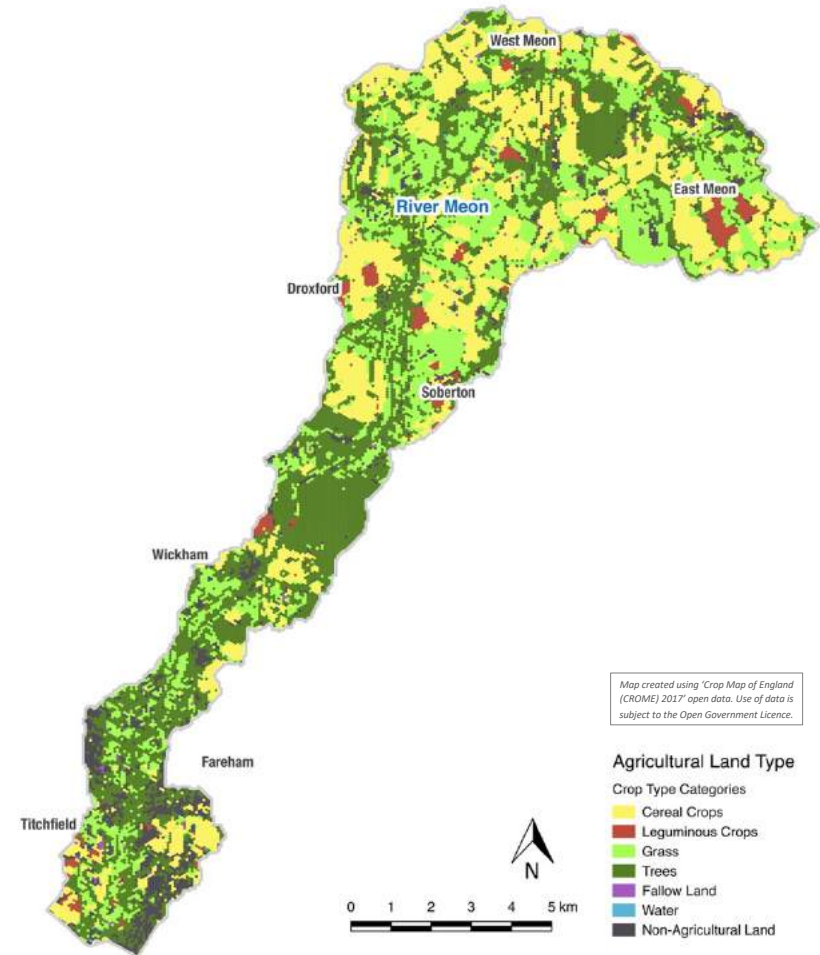 West Meon
East Meon
River Meon
Droxford
Soberton
Wickham
Fareham
Titchfield
Map created using 'Crop Map of England
(CROME) 2017' open data. Use of data is
subject to the Open Government Licence.
Agricultural Land Type
Crop Type Categories
Cereal Crops
Leguminous Crops
Grass
Trees
Fallow Land
Water
Non-Agricultural Land
N
0 1 2 3 4 5 km